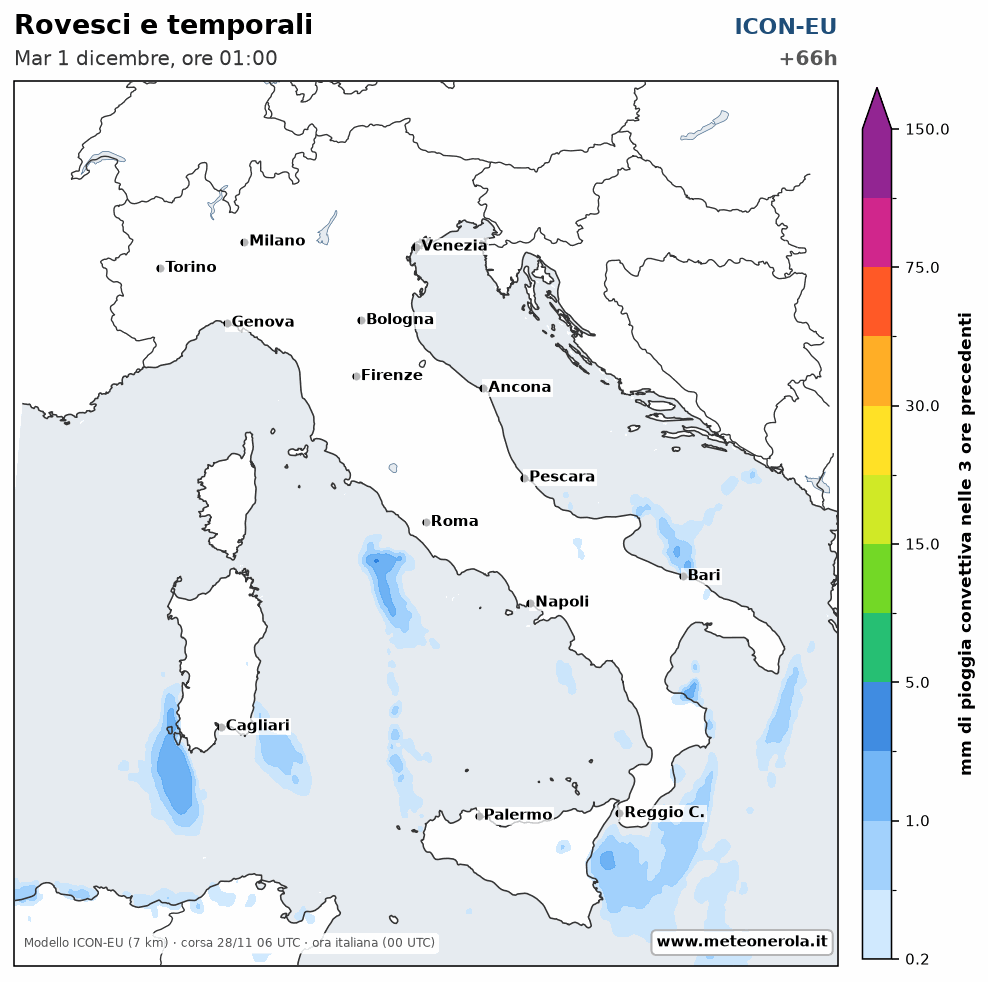 Rovesci e temporali
ICON-EU
Mar 1 dicembre, ore 01:00
+66h
150.0
75.0
30.0
15.0
5.0
1.0
0.2
mm di pioggia convettiva nelle 3 ore precedenti
Milano
Venezia
Torino
Genova
Bologna
Firenze
Ancona
Pescara
Roma
Bari
Napoli
Cagliari
Palermo
Reggio C.
Modello ICON-EU (7 km) · corsa 28/11 06 UTC · ora italiana (00 UTC)
www.meteonerola.it